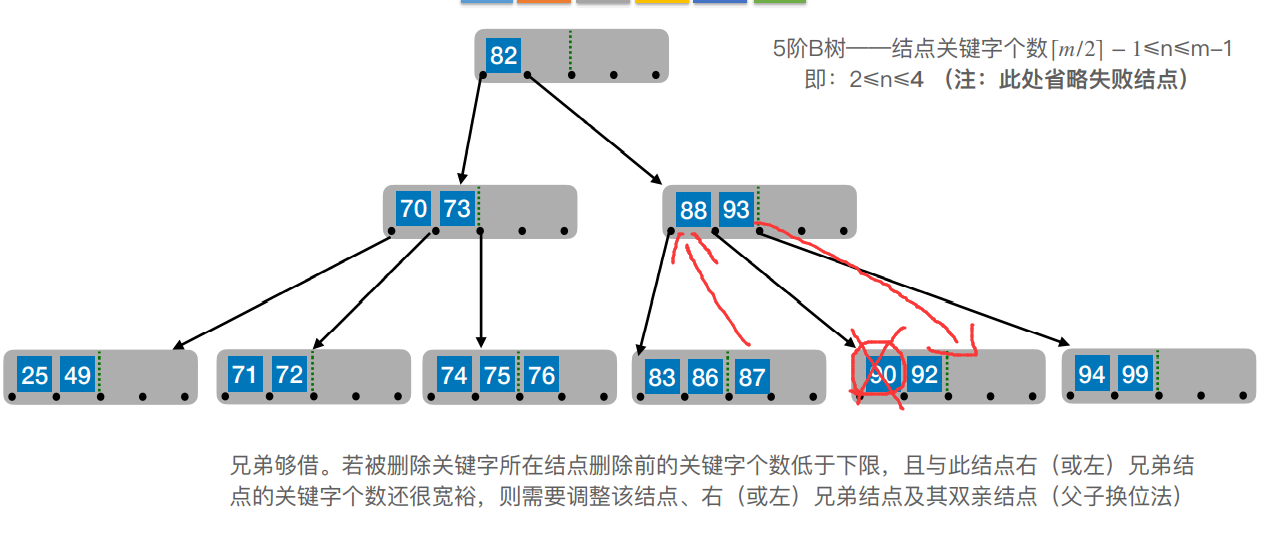 5阶B树——结点关键字个数⌈m/2⌉ − 1≤n≤m–1
即：2≤n≤4 （注：此处省略失败结点）
82
70 73
88 93
25 49
71 72
74 75 76
83 86 87
90 92
94 99
兄弟够借。若被删除关键字所在结点删除前的关键字个数低于下限，且与此结点右（或左）兄弟结
点的关键字个数还很宽裕，则需要调整该结点、右（或左）兄弟结点及其双亲结点（父子换位法）